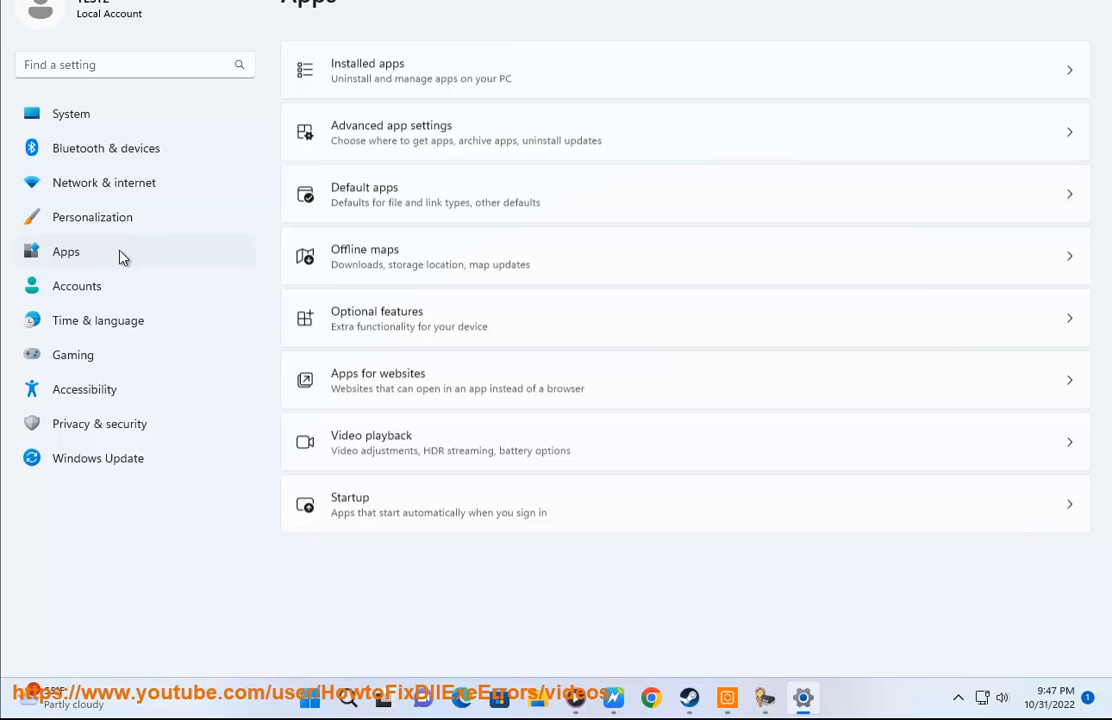 Local Account
Apps
Find a setting
System
Bluetooth & devices
Network & internet
Personalization
Apps
Accounts
Time & language
Gaming
Accessibility
Privacy & security
Windows Update
Installed apps
Uninstall and manage apps on your PC
Advanced app settings
Choose where to get apps, archive apps, uninstall updates
Default apps
Defaults for file and link types, other defaults
Offline maps
Downloads, storage location, map updates
Optional features
Extra functionality for your device
Apps for websites
Websites that can open in an app instead of a browser
Video playback
Video adjustments, HDR streaming, battery options
Startup
Apps that start automatically when you sign in
https://www.youtube.com/user/HowtoFixDllExeErrors/videos
Partly cloudy
9:47 PM
10/31/2022
1